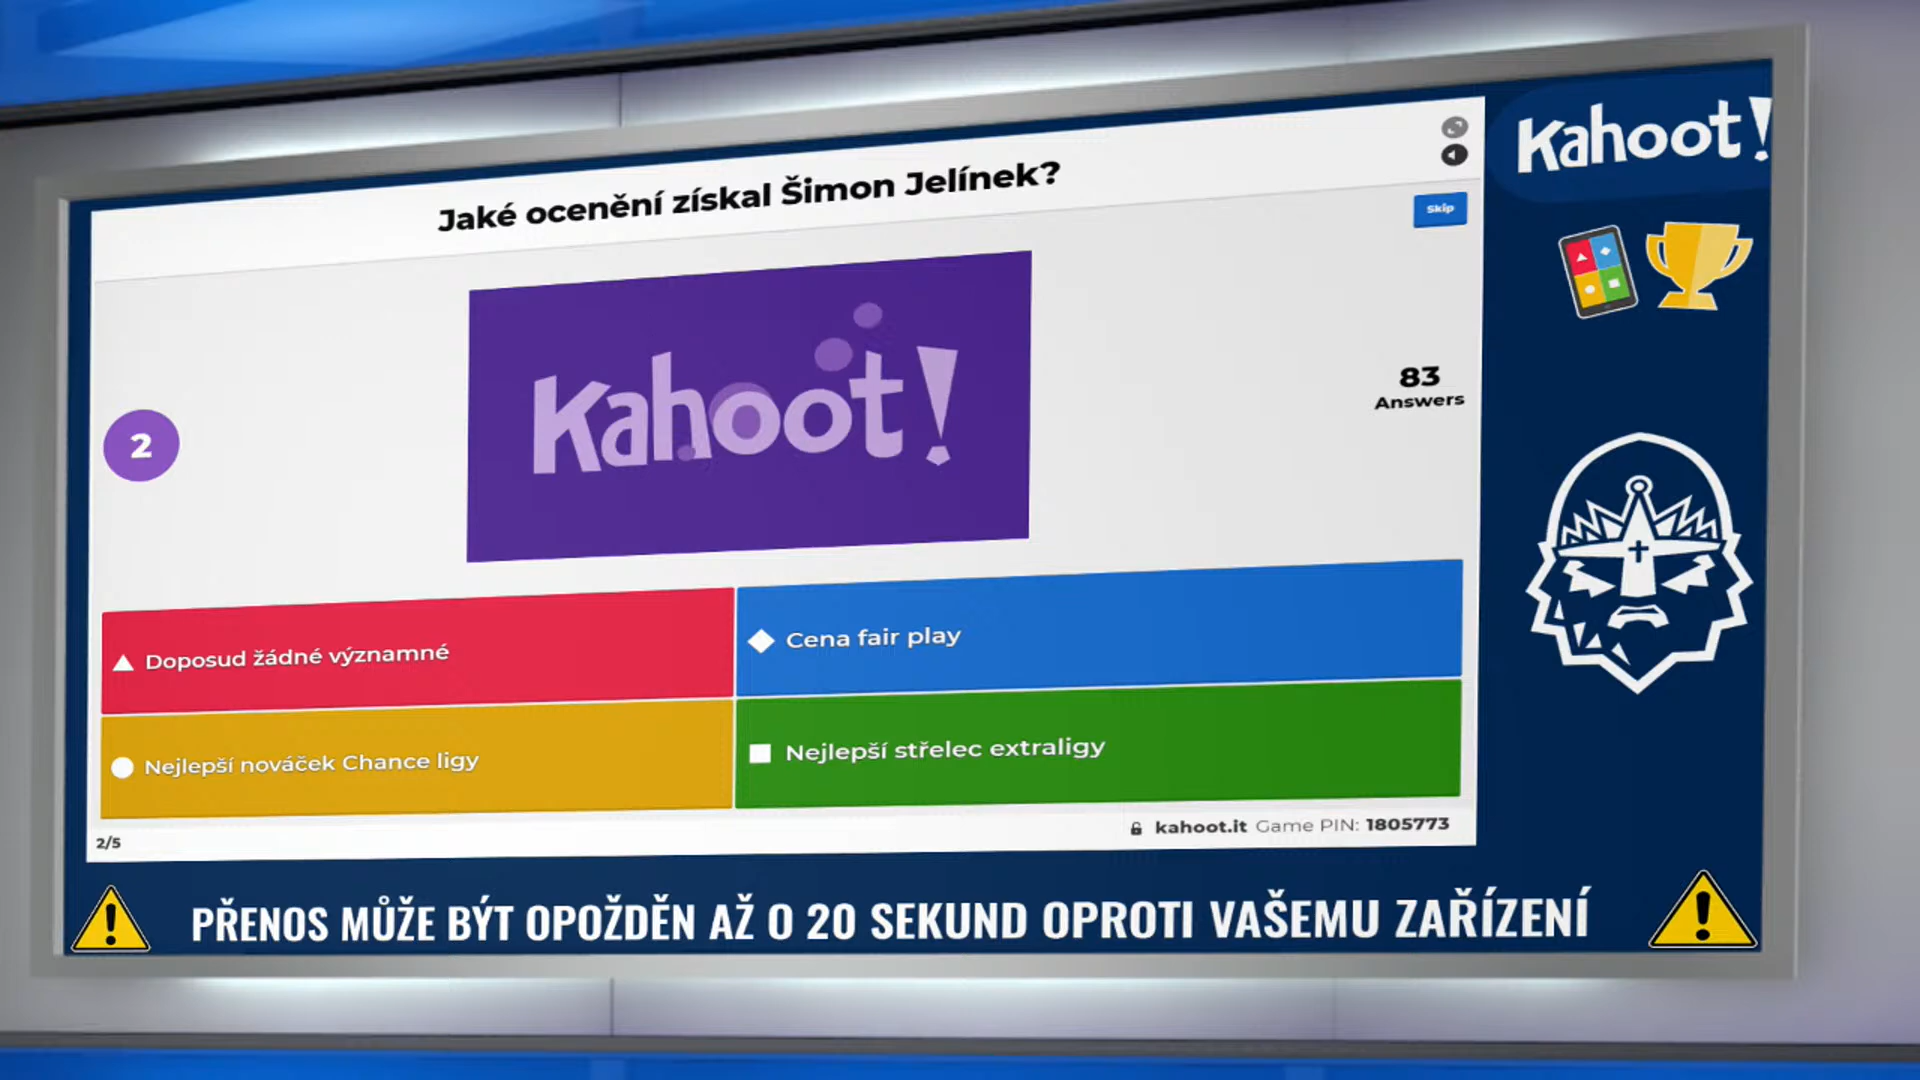 Kahoot!
Jaké ocenění získal Šimon Jelínek?
Skip
Kahoot!
2
83
Answers
Doposud žádné významné
Cena fair play
Nejlepší nováček Chance ligy
Nejlepší střelec extraligy
2/5
kahoot.it Game PIN: 1805773
PŘENOS MŮŽE BÝT OPOŽDĚN AŽ O 20 SEKUND OPROTI VAŠEMU ZAŘÍZENÍ